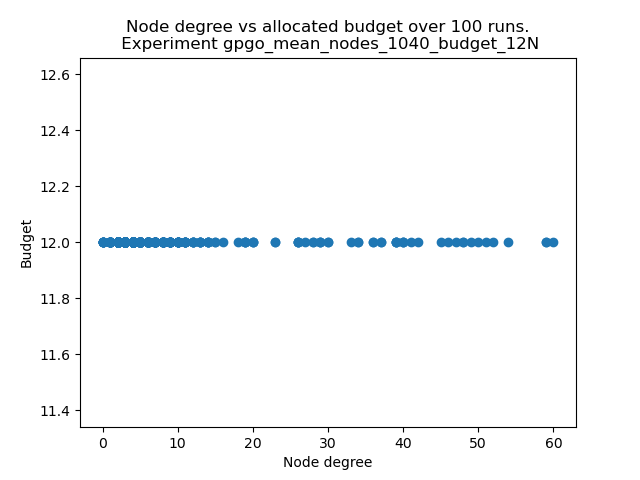 Node degree vs allocated budget over 100 runs.
Experiment gpgo_mean_nodes_1040_budget_12N
12.6
12.4
12.2
12.0
11.8
11.6
11.4
Budget
0 10 20 30 40 50 60
Node degree